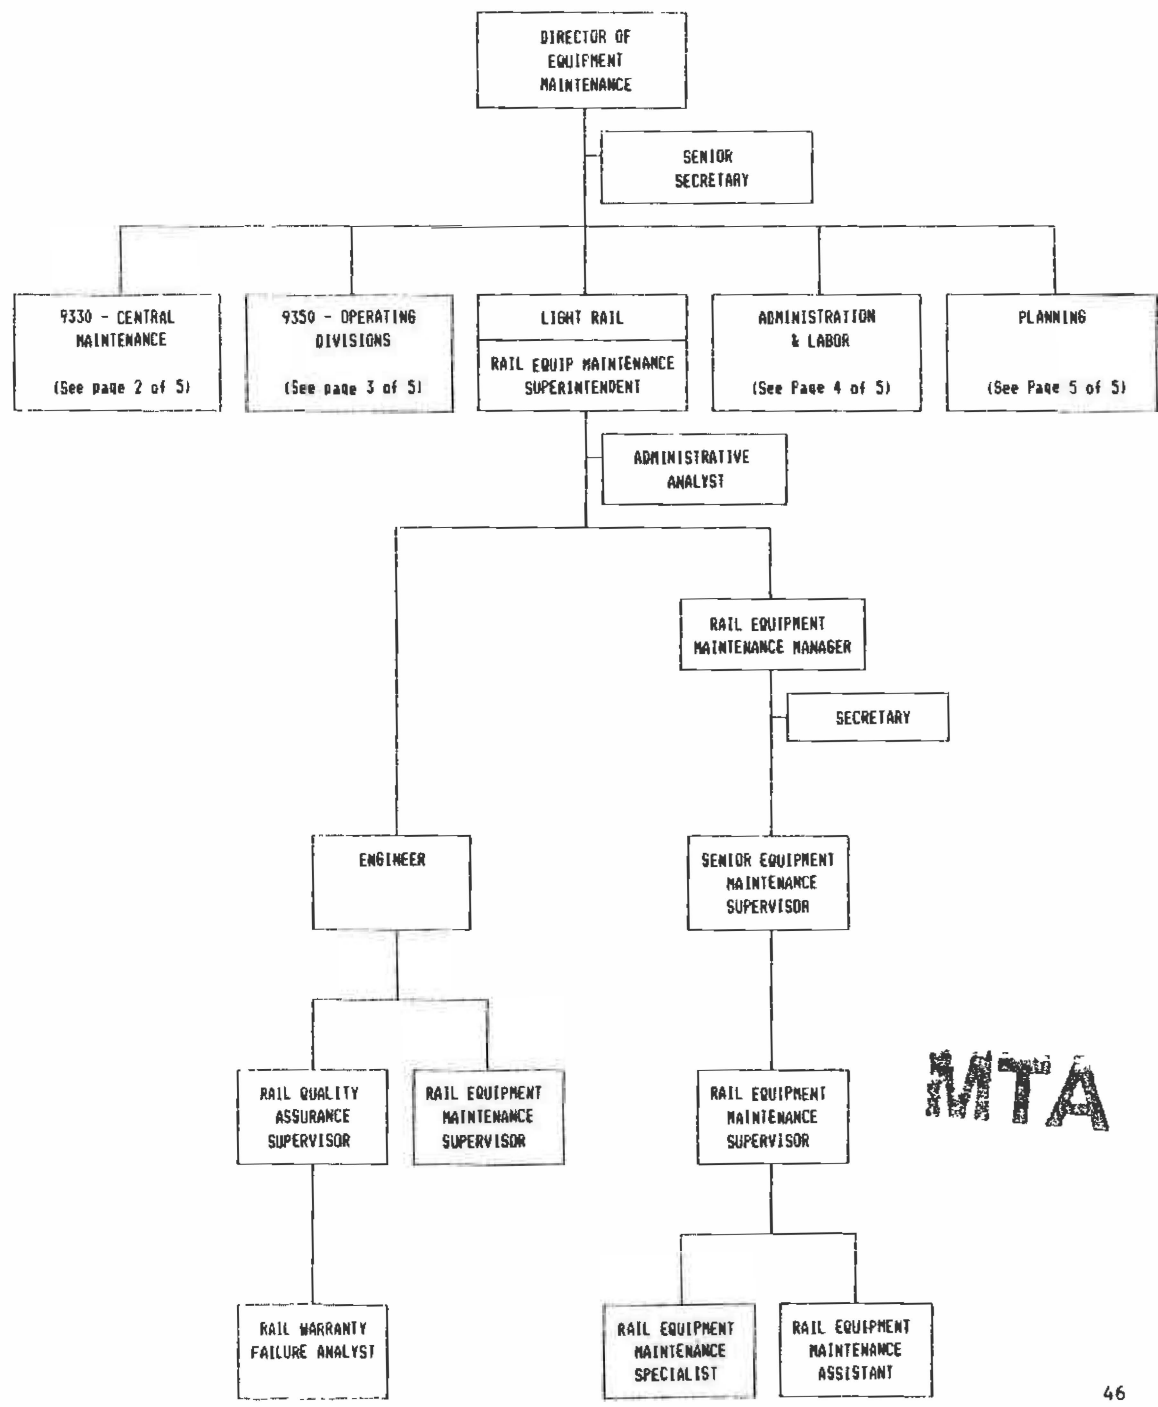 DIRECTOR OF
EQUIPMENT
MAINTENANCE
SENIOR
SECRETARY
9330 - CENTRAL
MAINTENANCE
(See page 2 of 5)
9350 - OPERATING
DIVISIONS
(See page 3 of 5)
LIGHT RAIL
RAIL EQUIP MAINTENANCE
SUPERINTENDENT
ADMINISTRATION
& LABOR
(See Page 4 of 5)
PLANNING
(See Page 5 of 5)
ADMINISTRATIVE
ANALYST
RAIL EQUIPMENT
MAINTENANCE MANAGER
SECRETARY
ENGINEER
SENIOR EQUIPMENT
MAINTENANCE
SUPERVISOR
RAIL QUALITY
ASSURANCE
SUPERVISOR
RAIL EQUIPMENT
MAINTENANCE
SUPERVISOR
RAIL EQUIPMENT
MAINTENANCE
SUPERVISOR
MTA
RAIL WARRANTY
FAILURE ANALYST
RAIL EQUIPMENT
MAINTENANCE
SPECIALIST
RAIL EQUIPMENT
MAINTENANCE
ASSISTANT
46